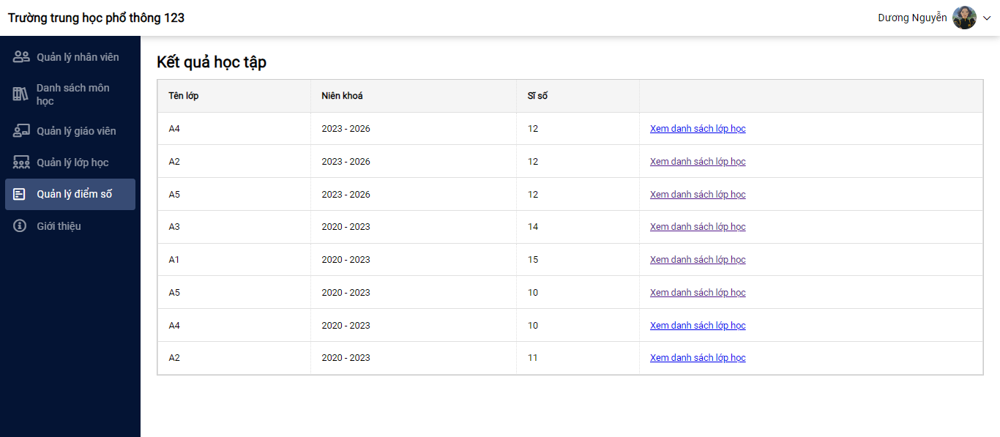 Trường trung học phổ thông 123
Dương Nguyễn
Quản lý nhân viên
Danh sách môn
học
Quản lý giáo viên
Quản lý lớp học
Quản lý điểm số
Giới thiệu
Kết quả học tập
Tên lớp Niên khoá Sĩ số
A4 2023 - 2026 12 Xem danh sách lớp học
A2 2023 - 2026 12 Xem danh sách lớp học
A5 2023 - 2026 12 Xem danh sách lớp học
A3 2020 - 2023 14 Xem danh sách lớp học
A1 2020 - 2023 15 Xem danh sách lớp học
A5 2020 - 2023 10 Xem danh sách lớp học
A4 2020 - 2023 10 Xem danh sách lớp học
A2 2020 - 2023 11 Xem danh sách lớp học